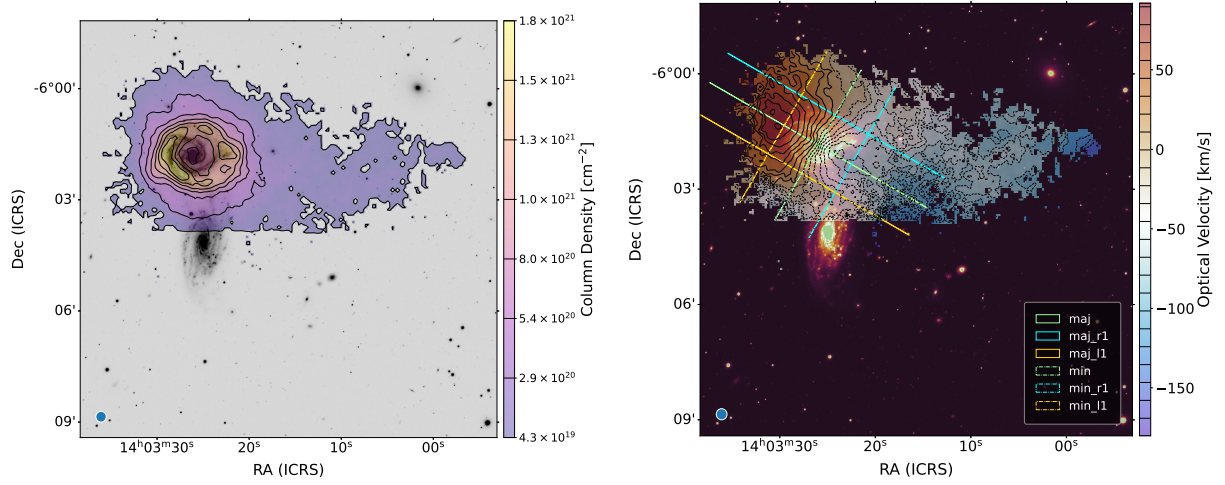 -6°00'
03'
06'
09'
Dec (ICRS)
14ʰ03ᵐ30ˢ
20ˢ
10ˢ
00ˢ
RA (ICRS)
1.8 × 10²¹
1.5 × 10²¹
1.3 × 10²¹
1.0 × 10²¹
8.0 × 10²⁰
5.4 × 10²⁰
2.9 × 10²⁰
4.3 × 10¹⁹
Column Density [cm⁻²]
-6°00'
03'
06'
09'
Dec (ICRS)
14ʰ03ᵐ30ˢ
20ˢ
10ˢ
00ˢ
RA (ICRS)
maj
maj_r1
maj_l1
min
min_r1
min_l1
50
0
−50
−100
−150
Optical Velocity [km/s]